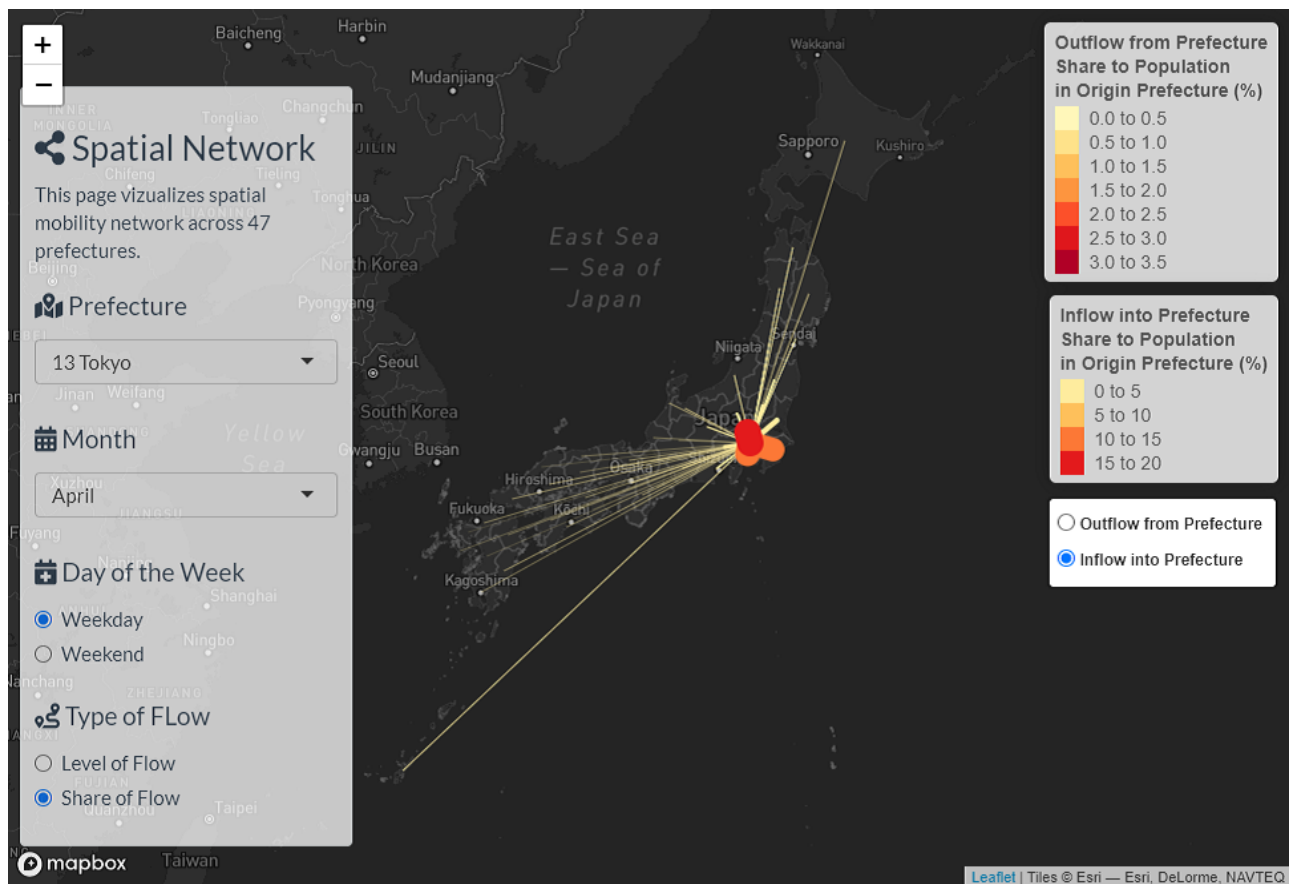 +
−
Spatial Network
This page vizualizes spatial
mobility network across 47
prefectures.
Prefecture
13 Tokyo
Month
April
Day of the Week
Weekday
Weekend
Type of FLow
Level of Flow
Share of Flow
Baicheng
Harbin
Mudanjiang
INNER
MONGOLIA
Tongliao
Changchun
JILIN
Chifeng
Tieling
Tonghua
LIAONING
Beijing
North Korea
Pyongyang
Seoul
Jinan
Weifang
South Korea
Yellow
Sea
Gwangju
Busan
Xuzhou
JIANGSU
Fuyang
Nanjing
Shanghai
Ningbo
Nanchang
ZHEJIANG
FUJIAN
Quanzhou
Taipei
Taiwan
East Sea
— Sea of
Japan
Wakkanai
Sapporo
Kushiro
Sendai
Niigata
Osaka
Hiroshima
Fukuoka
Kōchi
Kagoshima
Outflow from Prefecture
Share to Population
in Origin Prefecture (%)
0.0 to 0.5
0.5 to 1.0
1.0 to 1.5
1.5 to 2.0
2.0 to 2.5
2.5 to 3.0
3.0 to 3.5
Inflow into Prefecture
Share to Population
in Origin Prefecture (%)
0 to 5
5 to 10
10 to 15
15 to 20
Outflow from Prefecture
Inflow into Prefecture
mapbox
Leaflet | Tiles © Esri — Esri, DeLorme, NAVTEQ